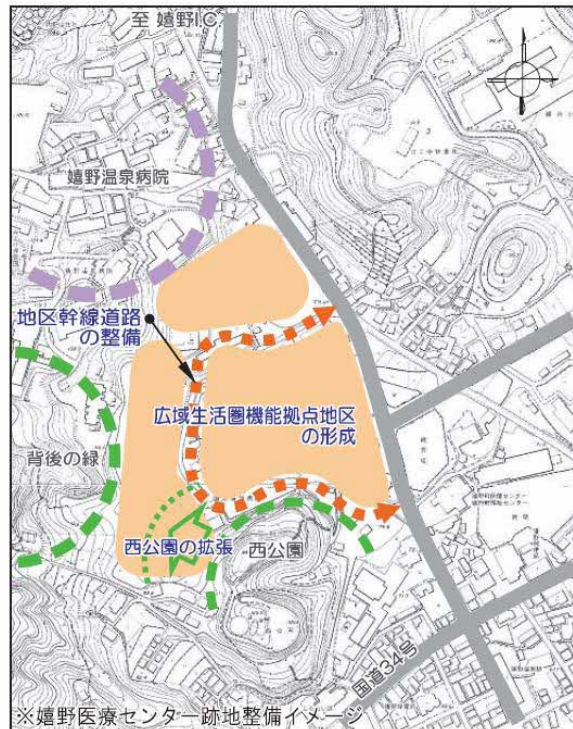 至 嬉野I.C
嬉野温泉病院
地区幹線道路
の整備
広域生活圏機能拠点地区
の形成
背後の緑
西公園の拡張
西公園
国道34号
※嬉野医療センター跡地整備イメージ